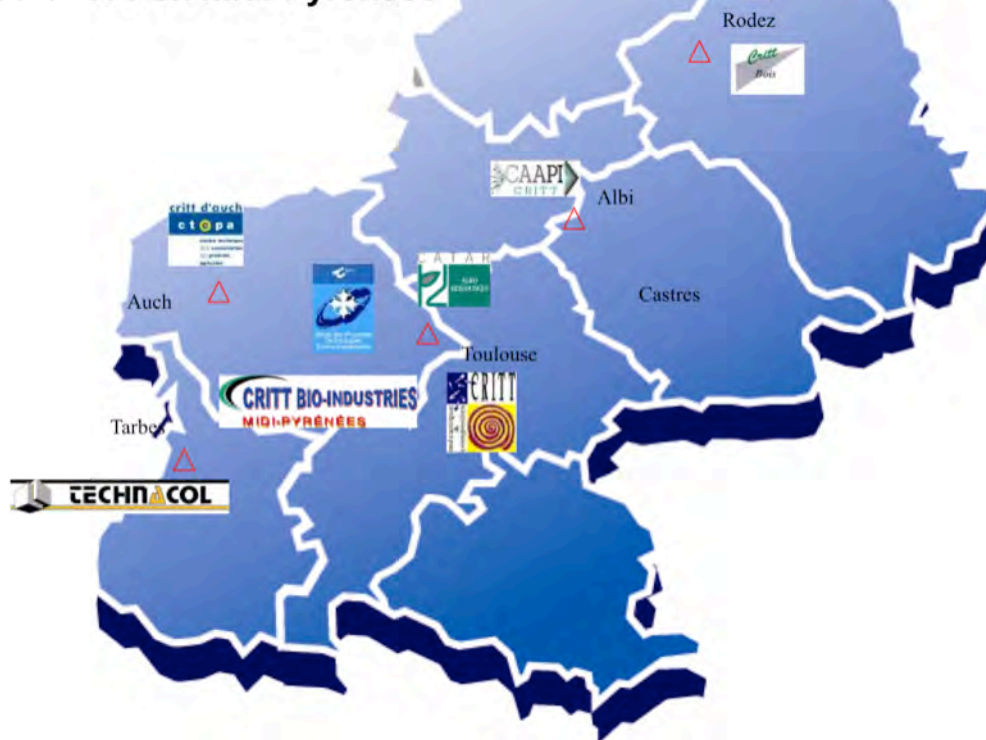 Rodez
Critt
Bois
CAAPI
CRITT
Albi
critt d'auch
ctepa
CATAR
Castres
Auch
Toulouse
CRITT
CRITT BIO-INDUSTRIES
MIDI-PYRÉNÉES
Tarbes
TECHNACOL